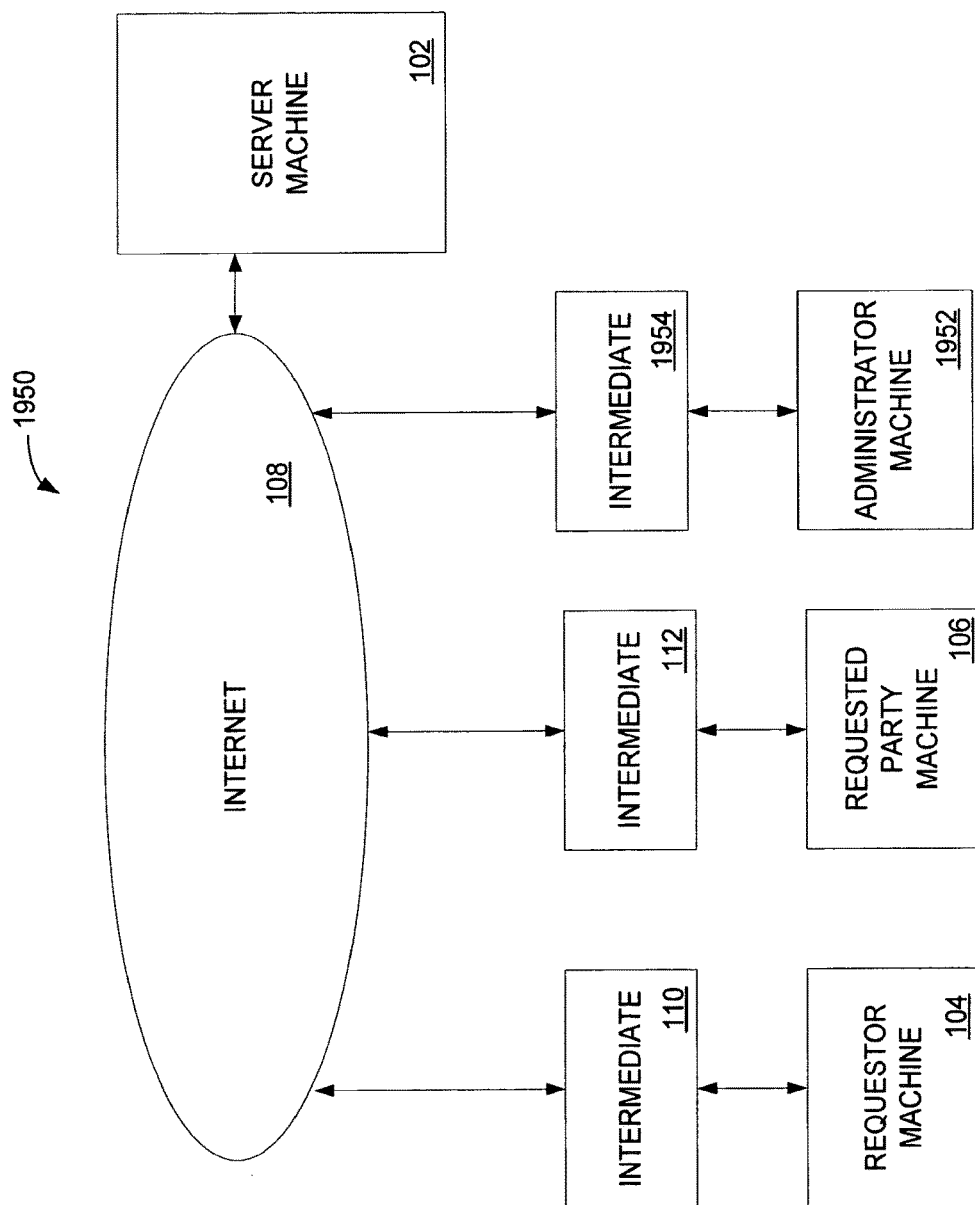 1950
INTERNET
108
SERVER
MACHINE
102
INTERMEDIATE
110
INTERMEDIATE
112
INTERMEDIATE
1954
REQUESTOR
MACHINE
104
REQUESTED
PARTY
MACHINE
106
ADMINISTRATOR
MACHINE
1952